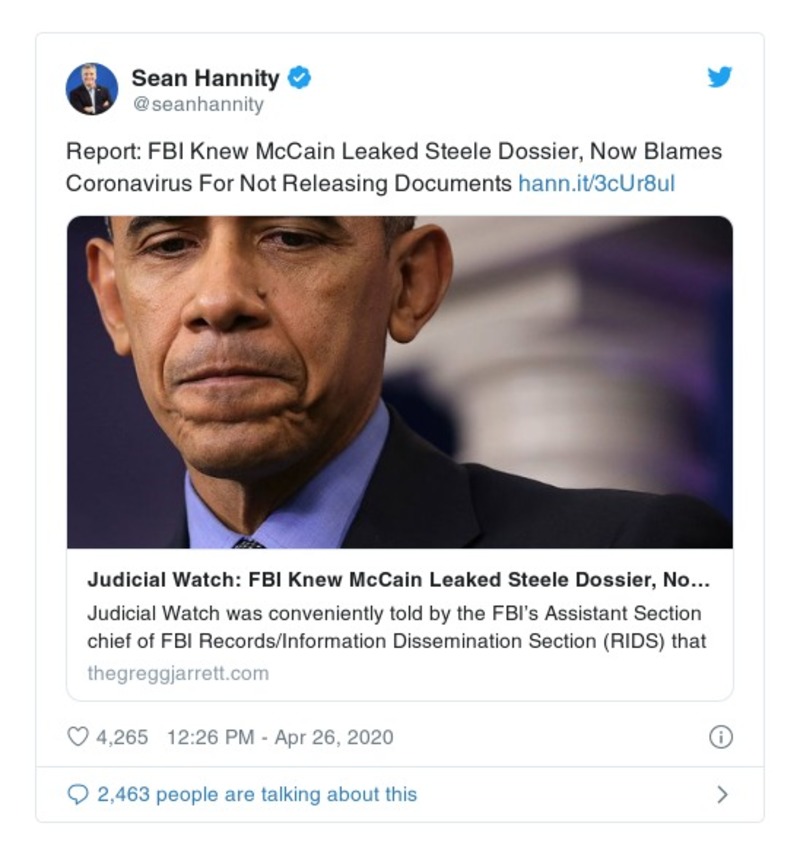 Sean Hannity
@seanhannity
Report: FBI Knew McCain Leaked Steele Dossier, Now Blames
Coronavirus For Not Releasing Documents hann.it/3cUr8ul
Judicial Watch: FBI Knew McCain Leaked Steele Dossier, No...
Judicial Watch was conveniently told by the FBI's Assistant Section
chief of FBI Records/Information Dissemination Section (RIDS) that
thegreggjarrett.com
4,265 12:26 PM - Apr 26, 2020
2,463 people are talking about this